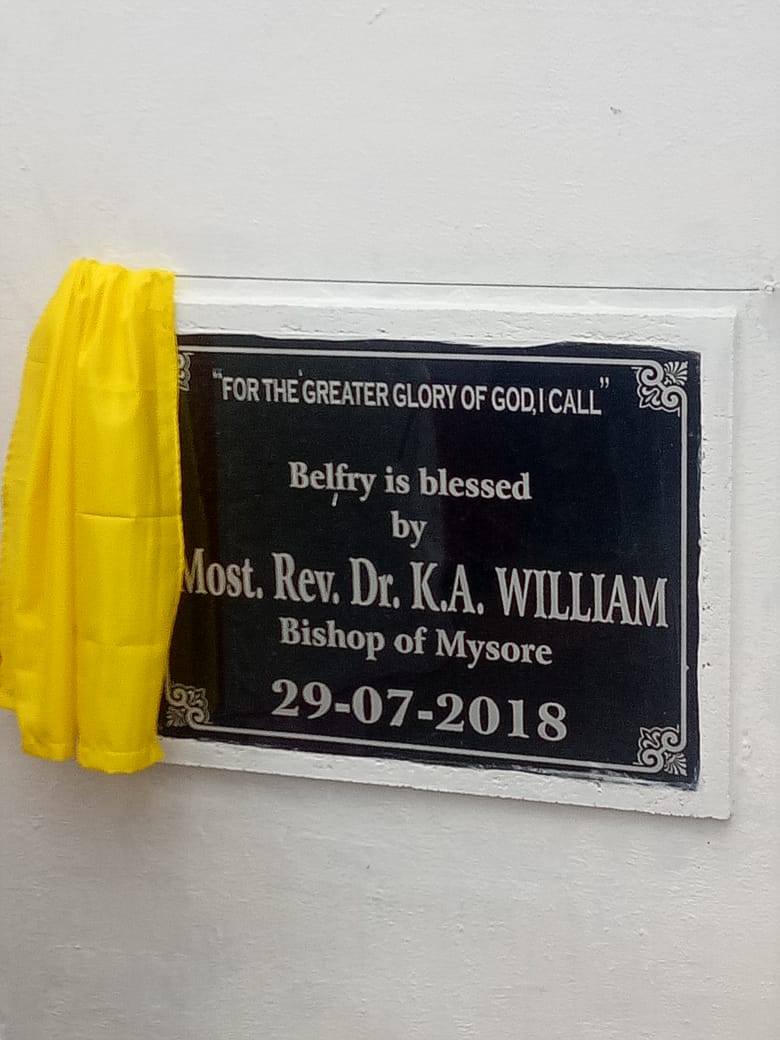 "FOR THE GREATER GLORY OF GOD, I CALL"
Belfry is blessed
by
Most. Rev. Dr. K.A. WILLIAM
Bishop of Mysore
29-07-2018